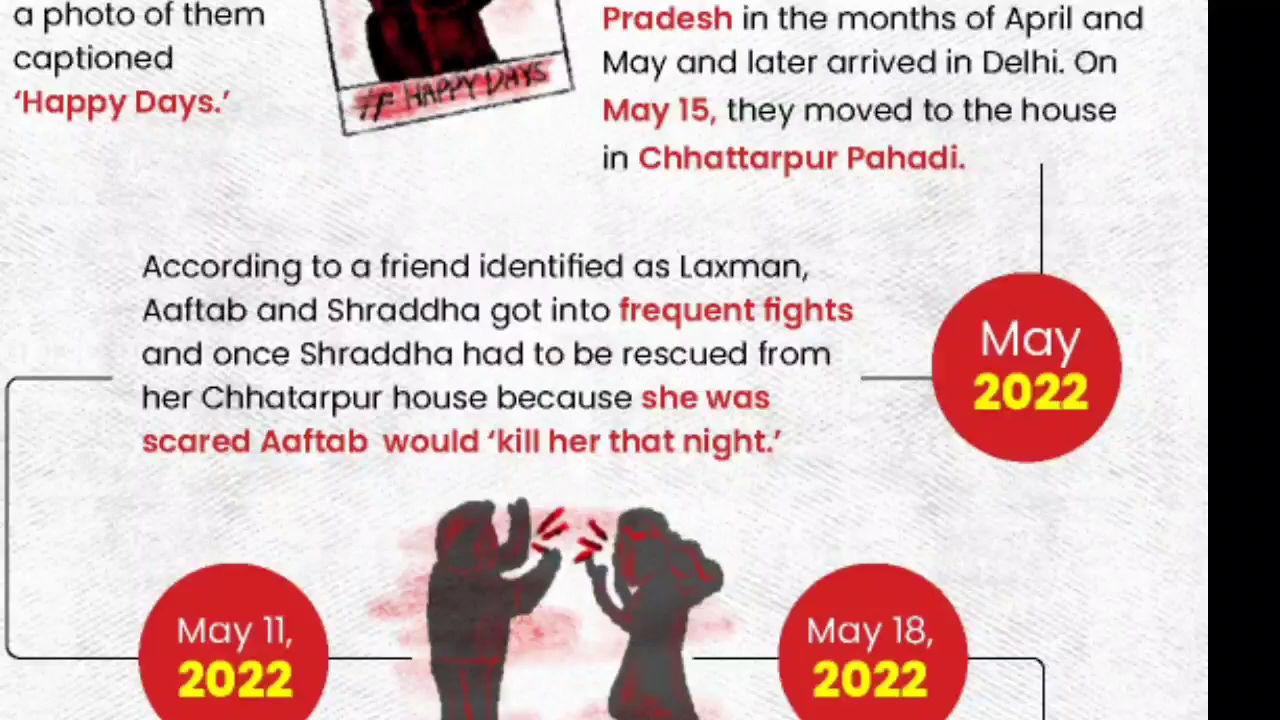 a photo of them
captioned
‘Happy Days.’
# HAPPY DAYS
Pradesh in the months of April and
May and later arrived in Delhi. On
May 15, they moved to the house
in Chhattarpur Pahadi.
According to a friend identified as Laxman,
Aaftab and Shraddha got into frequent fights
and once Shraddha had to be rescued from
her Chhatarpur house because she was
scared Aaftab would ‘kill her that night.’
May
2022
May 11,
2022
May 18,
2022